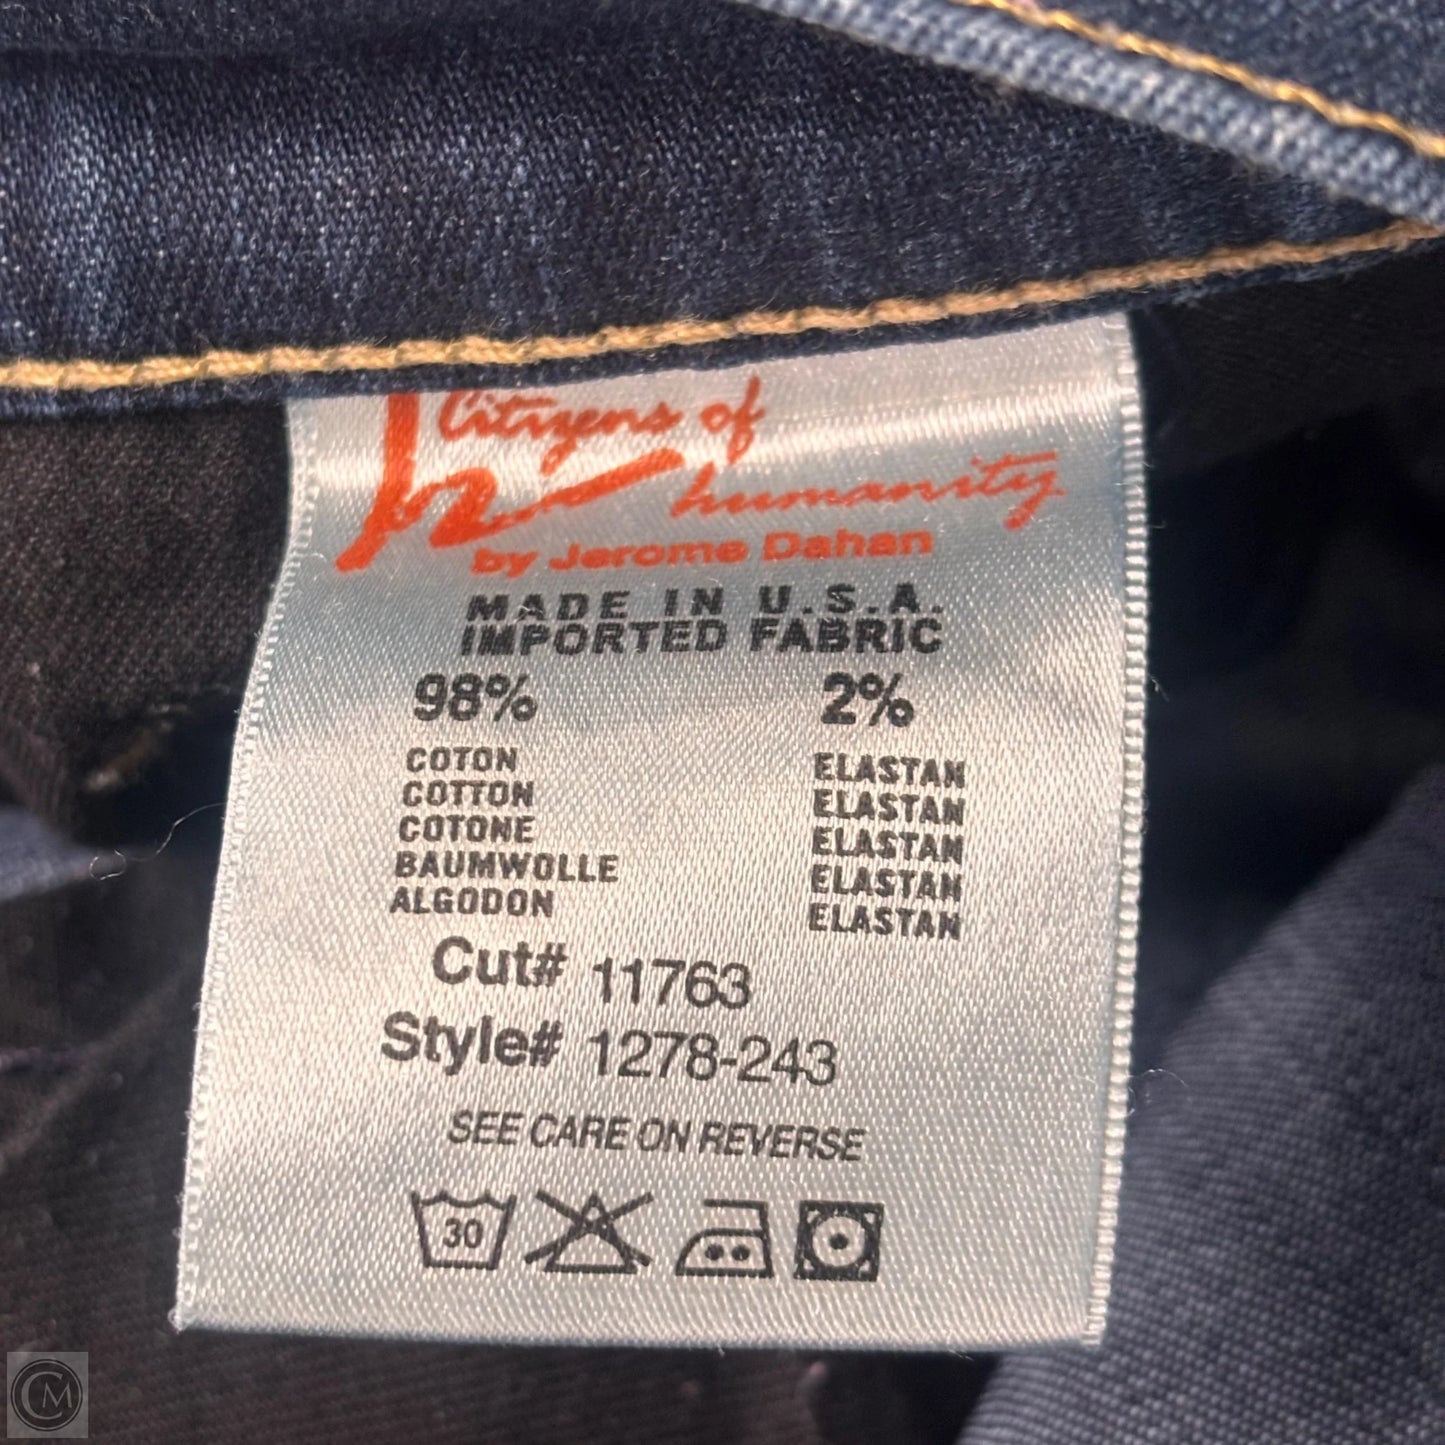 Citizens of
humanity
by Jerome Dahan
MADE IN U.S.A.
IMPORTED FABRIC
98% 2%
COTON ELASTAN
COTTON ELASTAN
COTONE ELASTAN
BAUMWOLLE ELASTAN
ALGODON ELASTAN
Cut# 11763
Style# 1278-243
SEE CARE ON REVERSE
30
CM